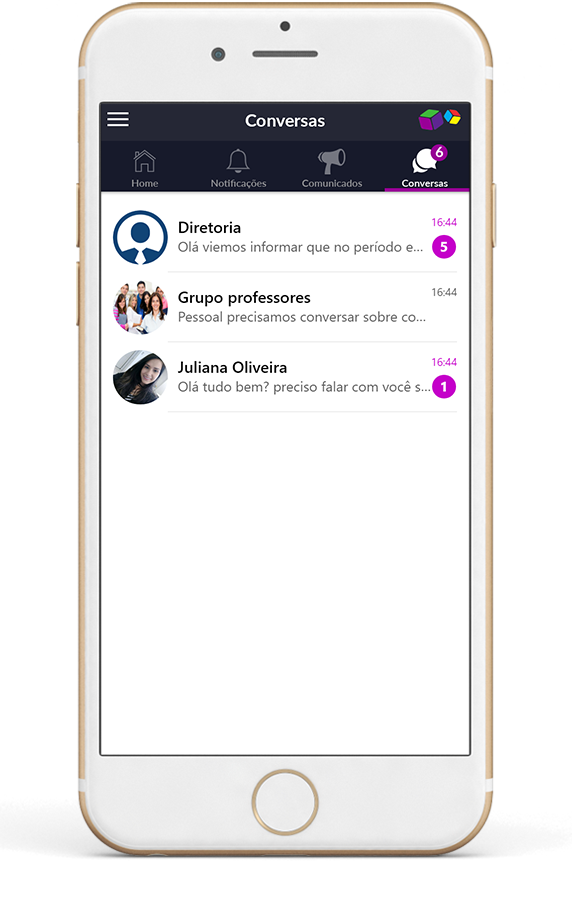 Conversas
6
Home
Notificações
Comunicados
Conversas
Diretoria
16:44
Olá viemos informar que no período e...
5
Grupo professores
16:44
Pessoal precisamos conversar sobre co...
Juliana Oliveira
16:44
Olá tudo bem? preciso falar com você s...
1